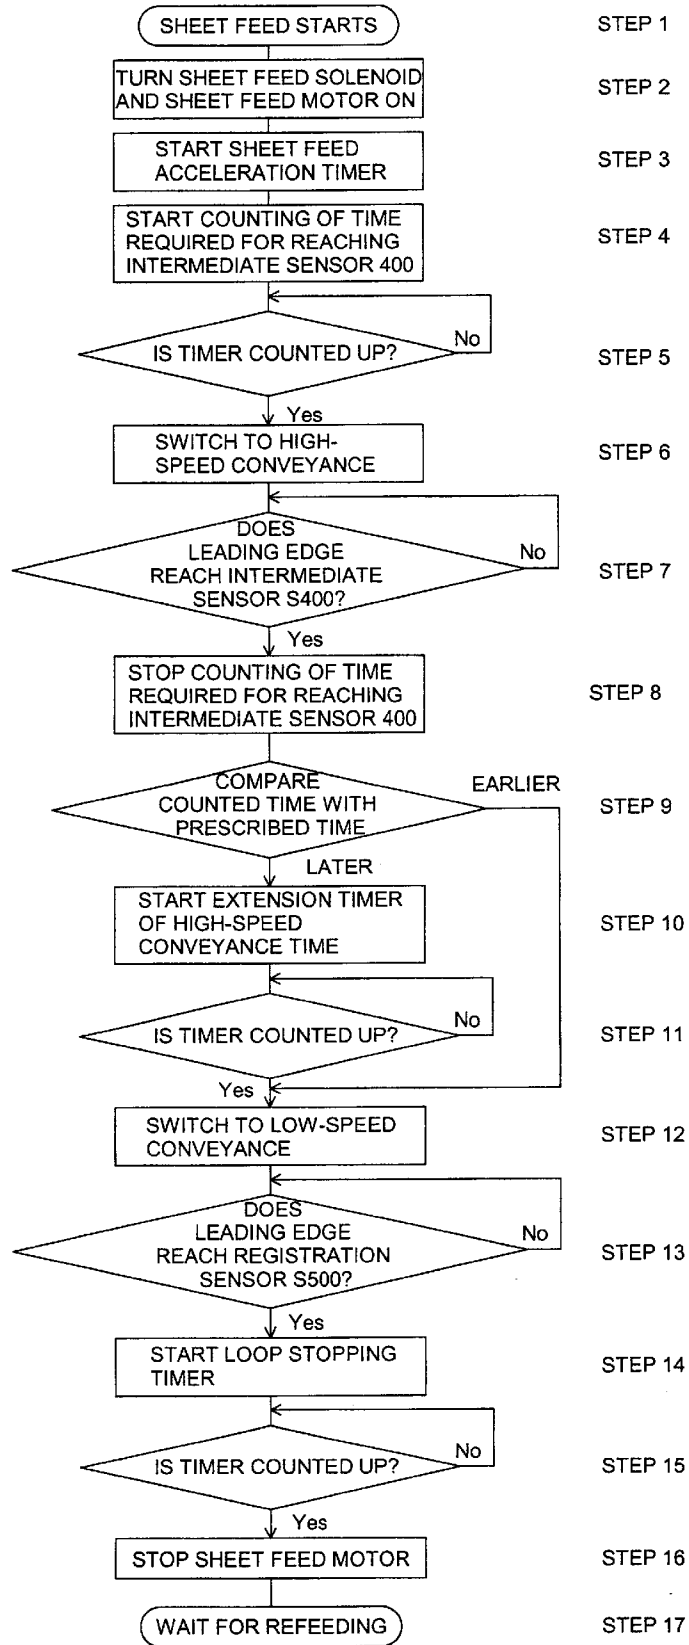 SHEET FEED STARTS
STEP 1
TURN SHEET FEED SOLENOID
AND SHEET FEED MOTOR ON
STEP 2
START SHEET FEED
ACCELERATION TIMER
STEP 3
START COUNTING OF TIME
REQUIRED FOR REACHING
INTERMEDIATE SENSOR 400
STEP 4
No
IS TIMER COUNTED UP?
STEP 5
Yes
SWITCH TO HIGH-
SPEED CONVEYANCE
STEP 6
DOES
LEADING EDGE
REACH INTERMEDIATE
SENSOR S400?
No
STEP 7
Yes
STOP COUNTING OF TIME
REQUIRED FOR REACHING
INTERMEDIATE SENSOR 400
STEP 8
COMPARE
COUNTED TIME WITH
PRESCRIBED TIME
EARLIER
STEP 9
LATER
START EXTENSION TIMER
OF HIGH-SPEED
CONVEYANCE TIME
STEP 10
No
IS TIMER COUNTED UP?
STEP 11
Yes
SWITCH TO LOW-SPEED
CONVEYANCE
STEP 12
DOES
LEADING EDGE
REACH REGISTRATION
SENSOR S500?
No
STEP 13
Yes
START LOOP STOPPING
TIMER
STEP 14
No
IS TIMER COUNTED UP?
STEP 15
Yes
STOP SHEET FEED MOTOR
STEP 16
WAIT FOR REFEEDING
STEP 17